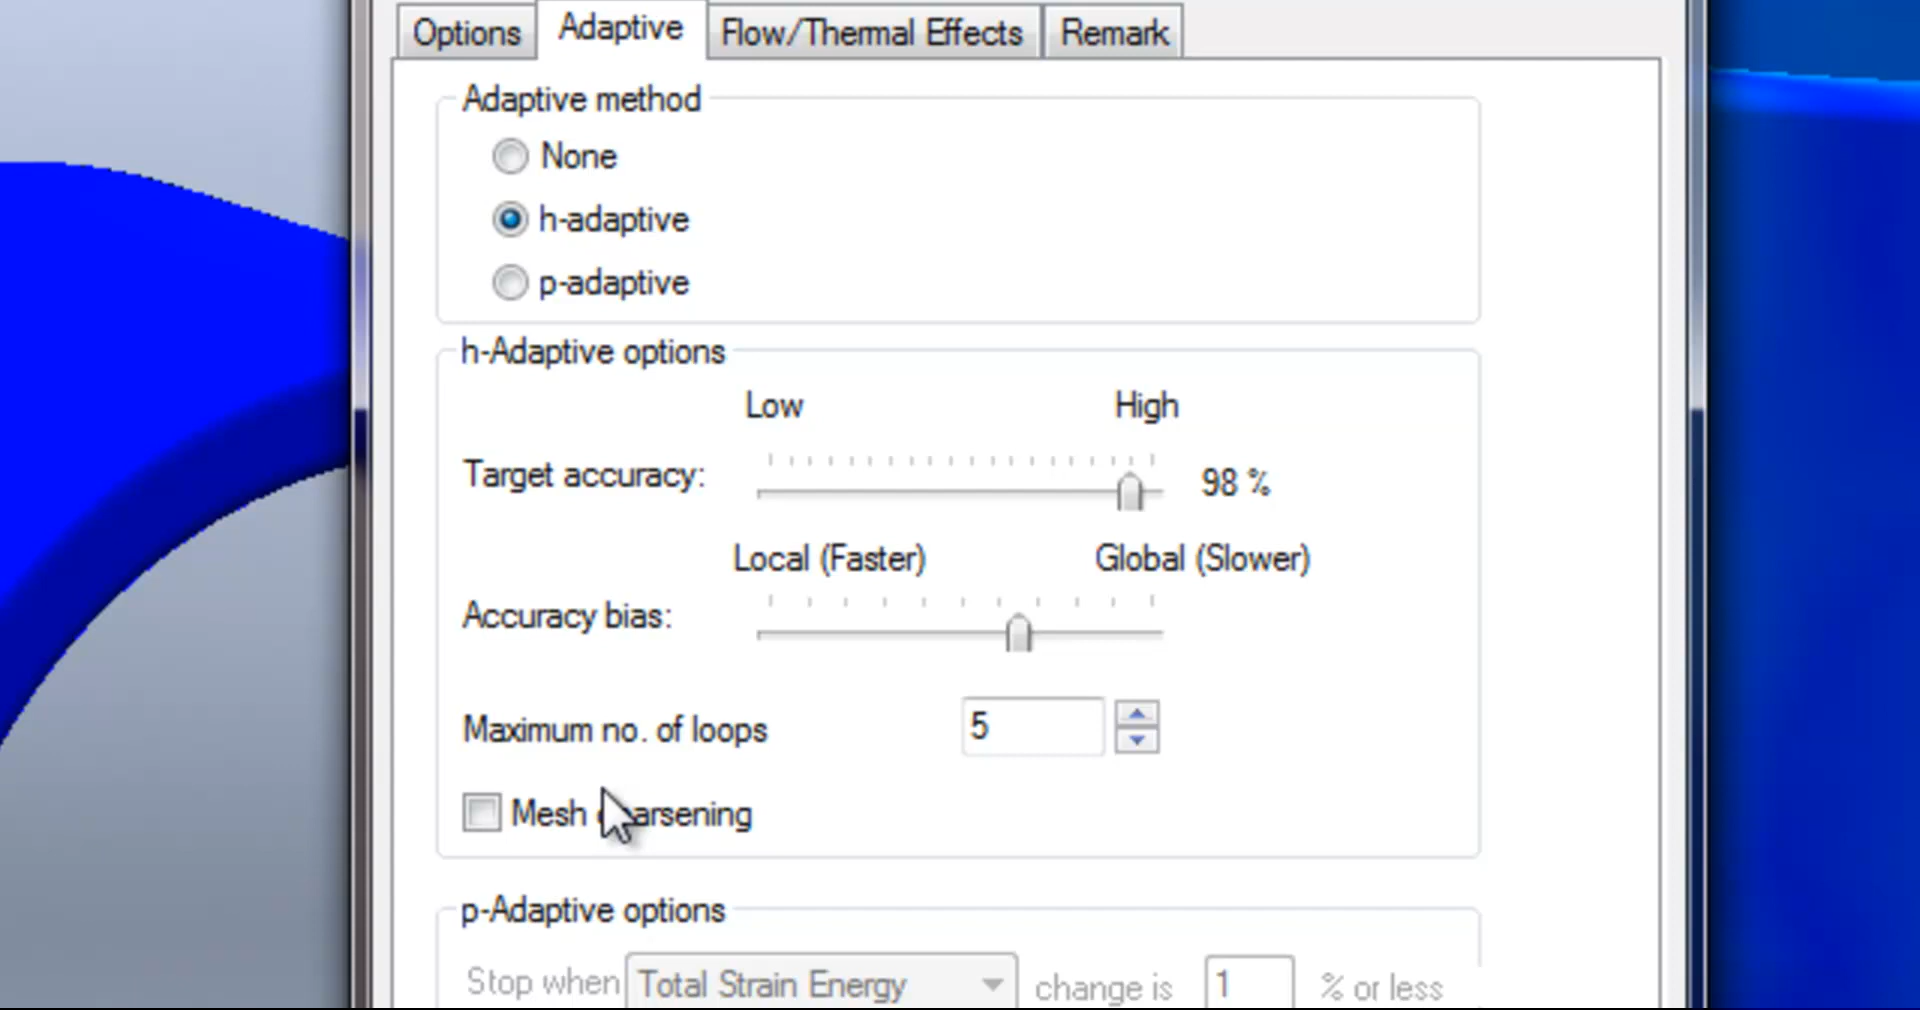 Options Adaptive Flow/Thermal Effects Remark
Adaptive method
None
h-adaptive
p-adaptive
h-Adaptive options
Low High
Target accuracy: 98 %
Local (Faster) Global (Slower)
Accuracy bias:
Maximum no. of loops 5
Mesh arsening
p-Adaptive options
Stop when Total Strain Energy change is 1 % or less